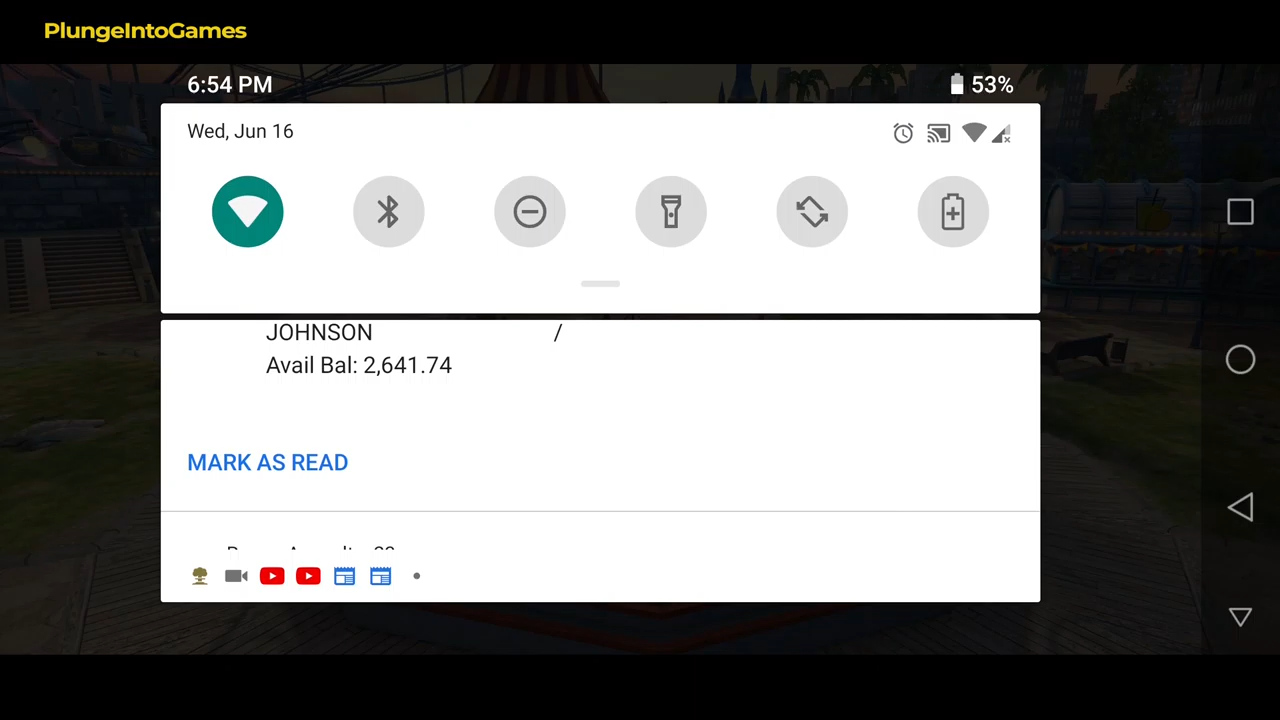 PlungeIntoGames
6:54 PM 53%
Wed, Jun 16
JOHNSON /
Avail Bal: 2,641.74
MARK AS READ